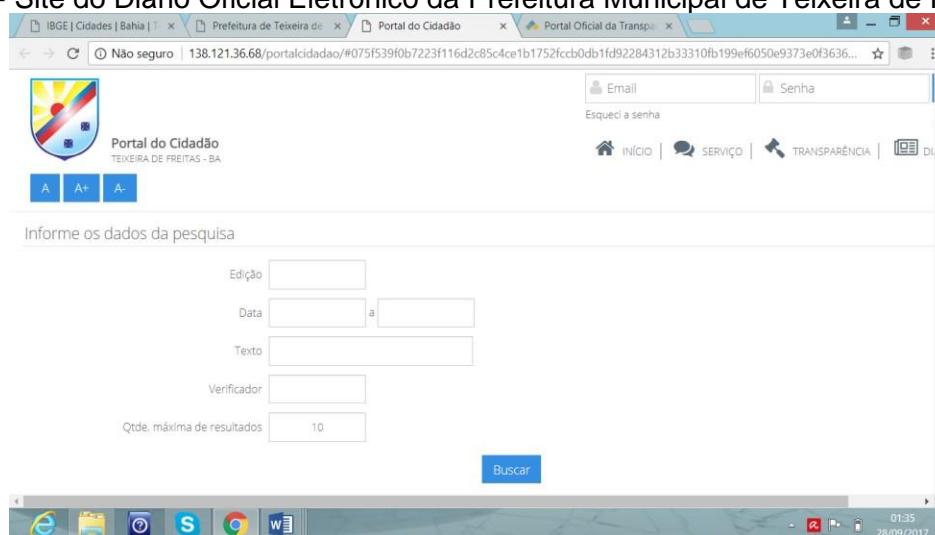 Site do Diário Oficial Eletrônico da Prefeitura Municipal de Teixeira de
IBGE | Cidades | Bahia | T
Prefeitura de Teixeira de
Portal do Cidadão
Portal Oficial da Transpa
Não seguro | 138.121.36.68/portalcidadao/#075f539f0b7223f116d2c85c4ce1b1752fccb0db1fd92284312b33310fb199ef6050e9373e0f3636...
Email
Senha
Esqueci a senha
Portal do Cidadão
TEIXEIRA DE FREITAS - BA
INÍCIO | SERVIÇO | TRANSPARÊNCIA |
A A+ A-
Informe os dados da pesquisa
Edição
Data a
Texto
Verificador
Qtde. máxima de resultados 10
Buscar
01:35
28/09/2017